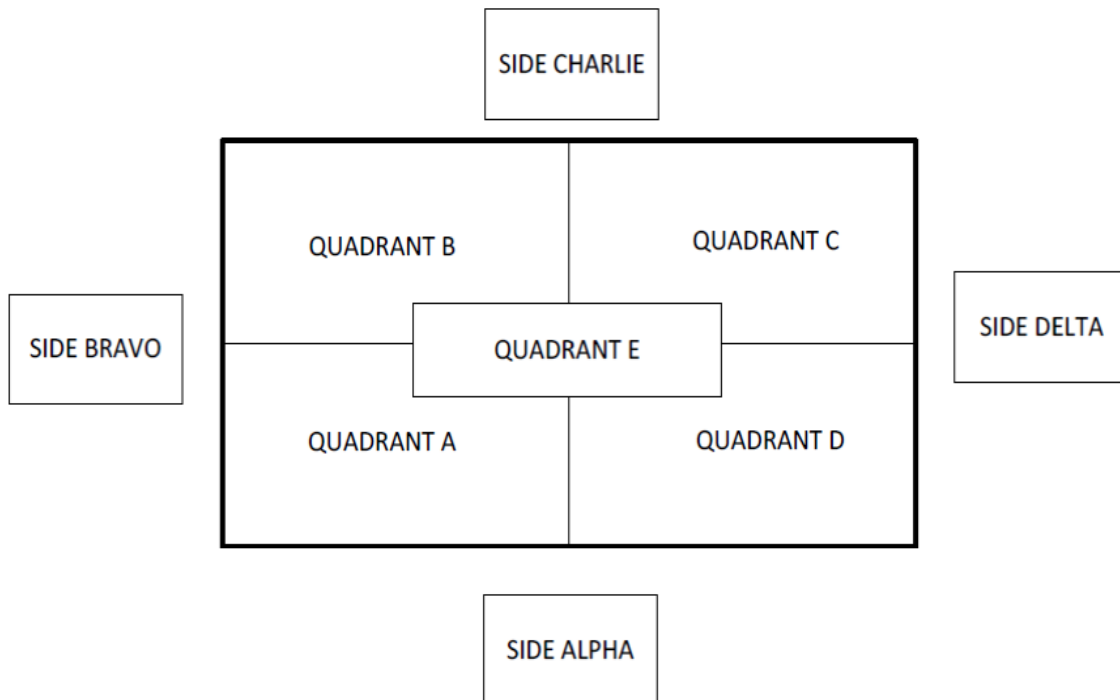 SIDE CHARLIE
QUADRANT B
QUADRANT C
SIDE BRAVO
QUADRANT E
SIDE DELTA
QUADRANT A
QUADRANT D
SIDE ALPHA